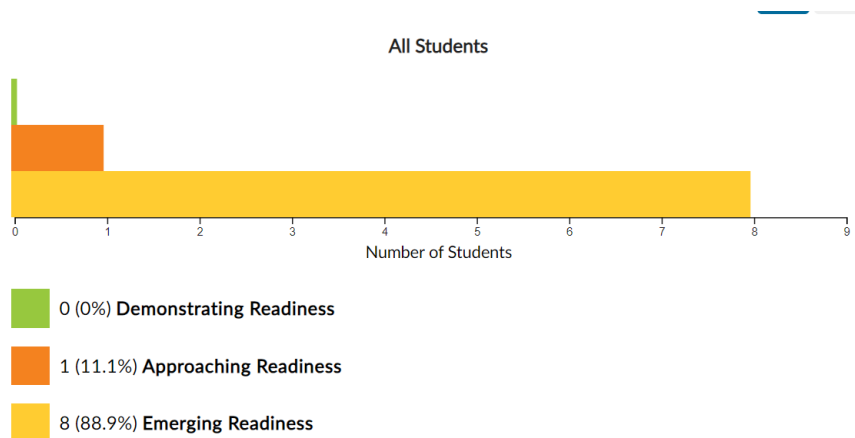 All Students
0 1 2 3 4 5 6 7 8 9
Number of Students
0 (0%) Demonstrating Readiness
1 (11.1%) Approaching Readiness
8 (88.9%) Emerging Readiness